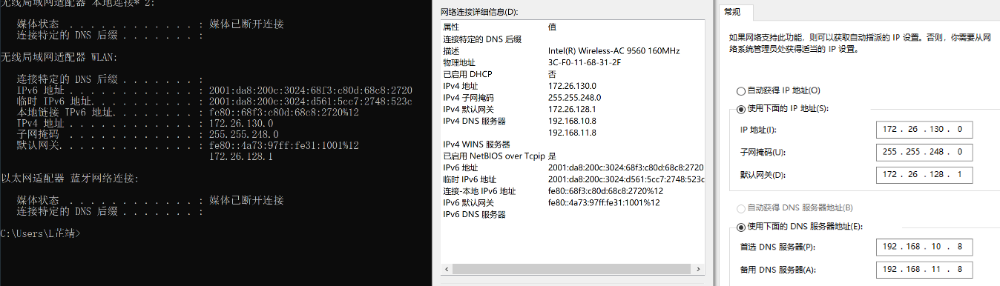 无线局域网适配器 本地连接* 2:
媒体状态 . . . . . . . . . . . . : 媒体已断开连接
连接特定的 DNS 后缀 . . . . . . . :
无线局域网适配器 WLAN:
连接特定的 DNS 后缀 . . . . . . . :
IPv6 地址 . . . . . . . . . . . . : 2001:da8:200c:3024:68f3:c80d:68c8:2720
临时 IPv6 地址. . . . . . . . . . : 2001:da8:200c:3024:d561:5cc7:2748:523c
本地链接 IPv6 地址. . . . . . . . : fe80::68f3:c80d:68c8:2720%12
IPv4 地址 . . . . . . . . . . . . : 172.26.130.0
子网掩码 . . . . . . . . . . . . : 255.255.248.0
默认网关. . . . . . . . . . . . . : fe80::4a73:97ff:fe31:1001%12
172.26.128.1
以太网适配器 蓝牙网络连接:
媒体状态 . . . . . . . . . . . . : 媒体已断开连接
连接特定的 DNS 后缀 . . . . . . . :
C:\Users\L芷靖>
网络连接详细信息(D):
属性 值
连接特定的 DNS 后缀
描述 Intel(R) Wireless-AC 9560 160MHz
物理地址 3C-F0-11-68-31-2F
已启用 DHCP 否
IPv4 地址 172.26.130.0
IPv4 子网掩码 255.255.248.0
IPv4 默认网关 172.26.128.1
IPv4 DNS 服务器 192.168.10.8
192.168.11.8
IPv4 WINS 服务器
已启用 NetBIOS over Tcpip 是
IPv6 地址 2001:da8:200c:3024:68f3:c80d:68c8:2720
临时 IPv6 地址 2001:da8:200c:3024:d561:5cc7:2748:523c
连接-本地 IPv6 地址 fe80::68f3:c80d:68c8:2720%12
IPv6 默认网关 fe80::4a73:97ff:fe31:1001%12
IPv6 DNS 服务器
常规
如果网络支持此功能，则可以获取自动指派的 IP 设置。否则，你需要从网
络系统管理员处获得适当的 IP 设置。
自动获得 IP 地址(O)
使用下面的 IP 地址(S):
IP 地址(I): 172 . 26 . 130 . 0
子网掩码(U): 255 . 255 . 248 . 0
默认网关(D): 172 . 26 . 128 . 1
自动获得 DNS 服务器地址(B)
使用下面的 DNS 服务器地址(E):
首选 DNS 服务器(P): 192 . 168 . 10 . 8
备用 DNS 服务器(A): 192 . 168 . 11 . 8